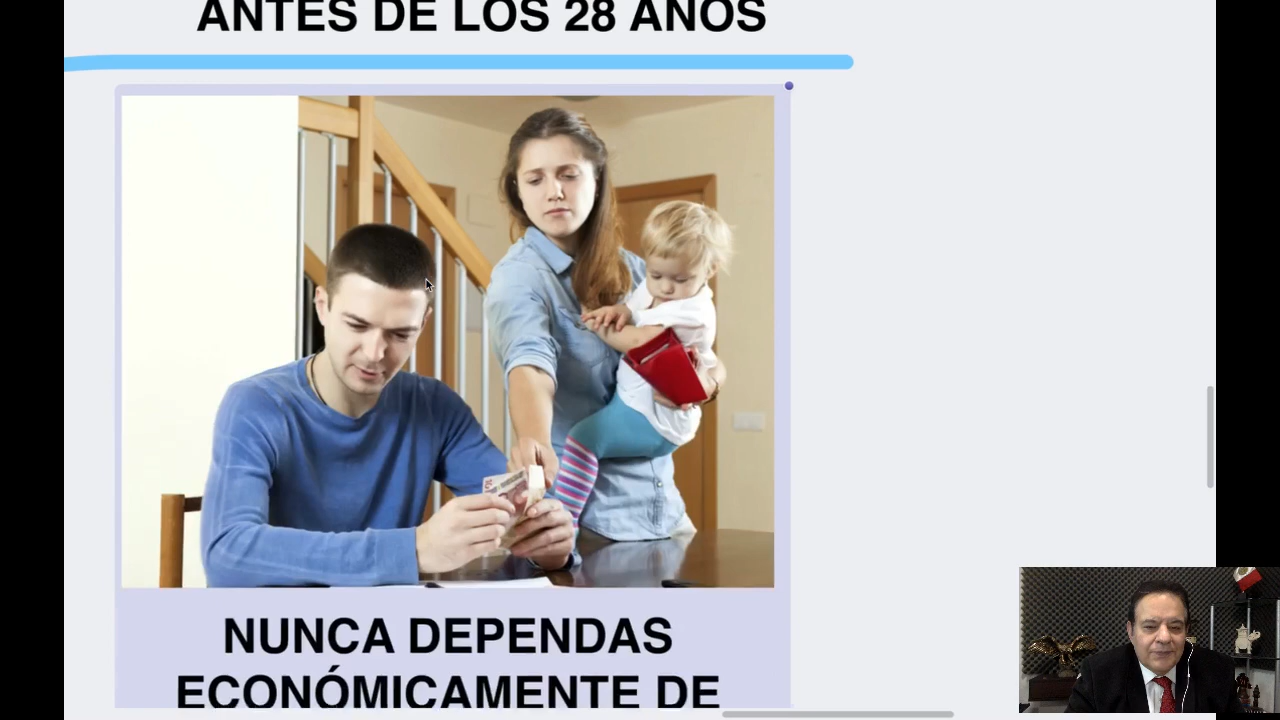 ANTES DE LOS 28 AÑOS
NUNCA DEPENDAS
ECONÓMICAMENTE DE